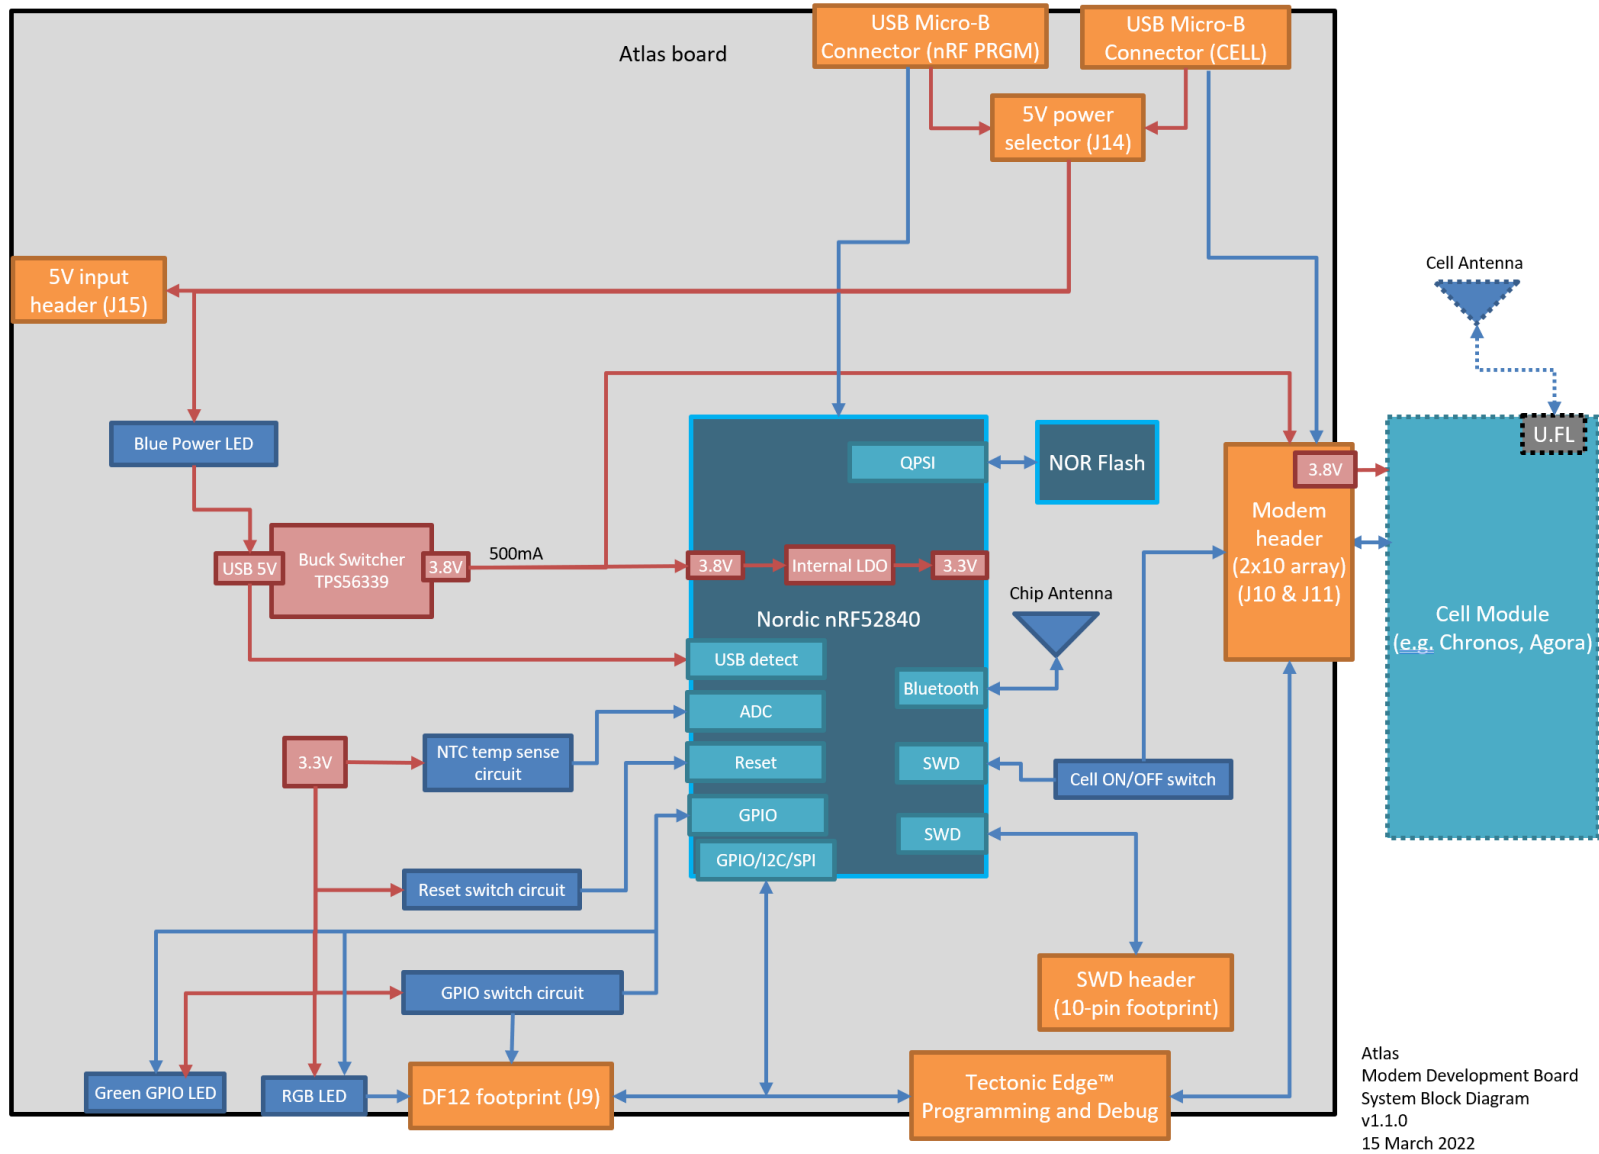 Atlas board
USB Micro-B
Connector (nRF PRGM)
USB Micro-B
Connector (CELL)
5V power
selector (J14)
5V input
header (J15)
Cell Antenna
Blue Power LED
U.FL
QPSI
NOR Flash
3.8V
Modem
header
(2x10 array)
(J10 & J11)
USB 5V
Buck Switcher
TPS56339
3.8V
500mA
3.8V
Internal LDO
3.3V
Chip Antenna
Nordic nRF52840
Cell Module
(e.g. Chronos, Agora)
USB detect
Bluetooth
ADC
3.3V
NTC temp sense
circuit
Reset
SWD
Cell ON/OFF switch
GPIO
SWD
GPIO/I2C/SPI
Reset switch circuit
GPIO switch circuit
SWD header
(10-pin footprint)
Green GPIO LED
RGB LED
DF12 footprint (J9)
Tectonic Edge™
Programming and Debug
Atlas
Modem Development Board
System Block Diagram
v1.1.0
15 March 2022